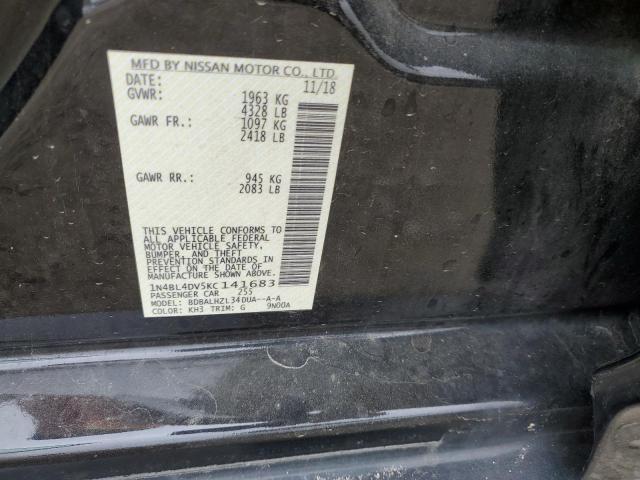 MFD BY NISSAN MOTOR CO., LTD.
DATE: 11/18
GVWR: 1963 KG
4328 LB
GAWR FR.: 1097 KG
2418 LB
GAWR RR.: 945 KG
2083 LB
THIS VEHICLE CONFORMS TO
ALL APPLICABLE FEDERAL
MOTOR VEHICLE SAFETY,
BUMPER, AND THEFT
PREVENTION STANDARDS IN
EFFECT ON THE DATE OF
MANUFACTURE SHOWN ABOVE.
1N4BL4DV5KC141683
PASSENGER CAR 255
MODEL: BDBALHZL34DUA--A-A
COLOR: KH3 TRIM: G 9N00A